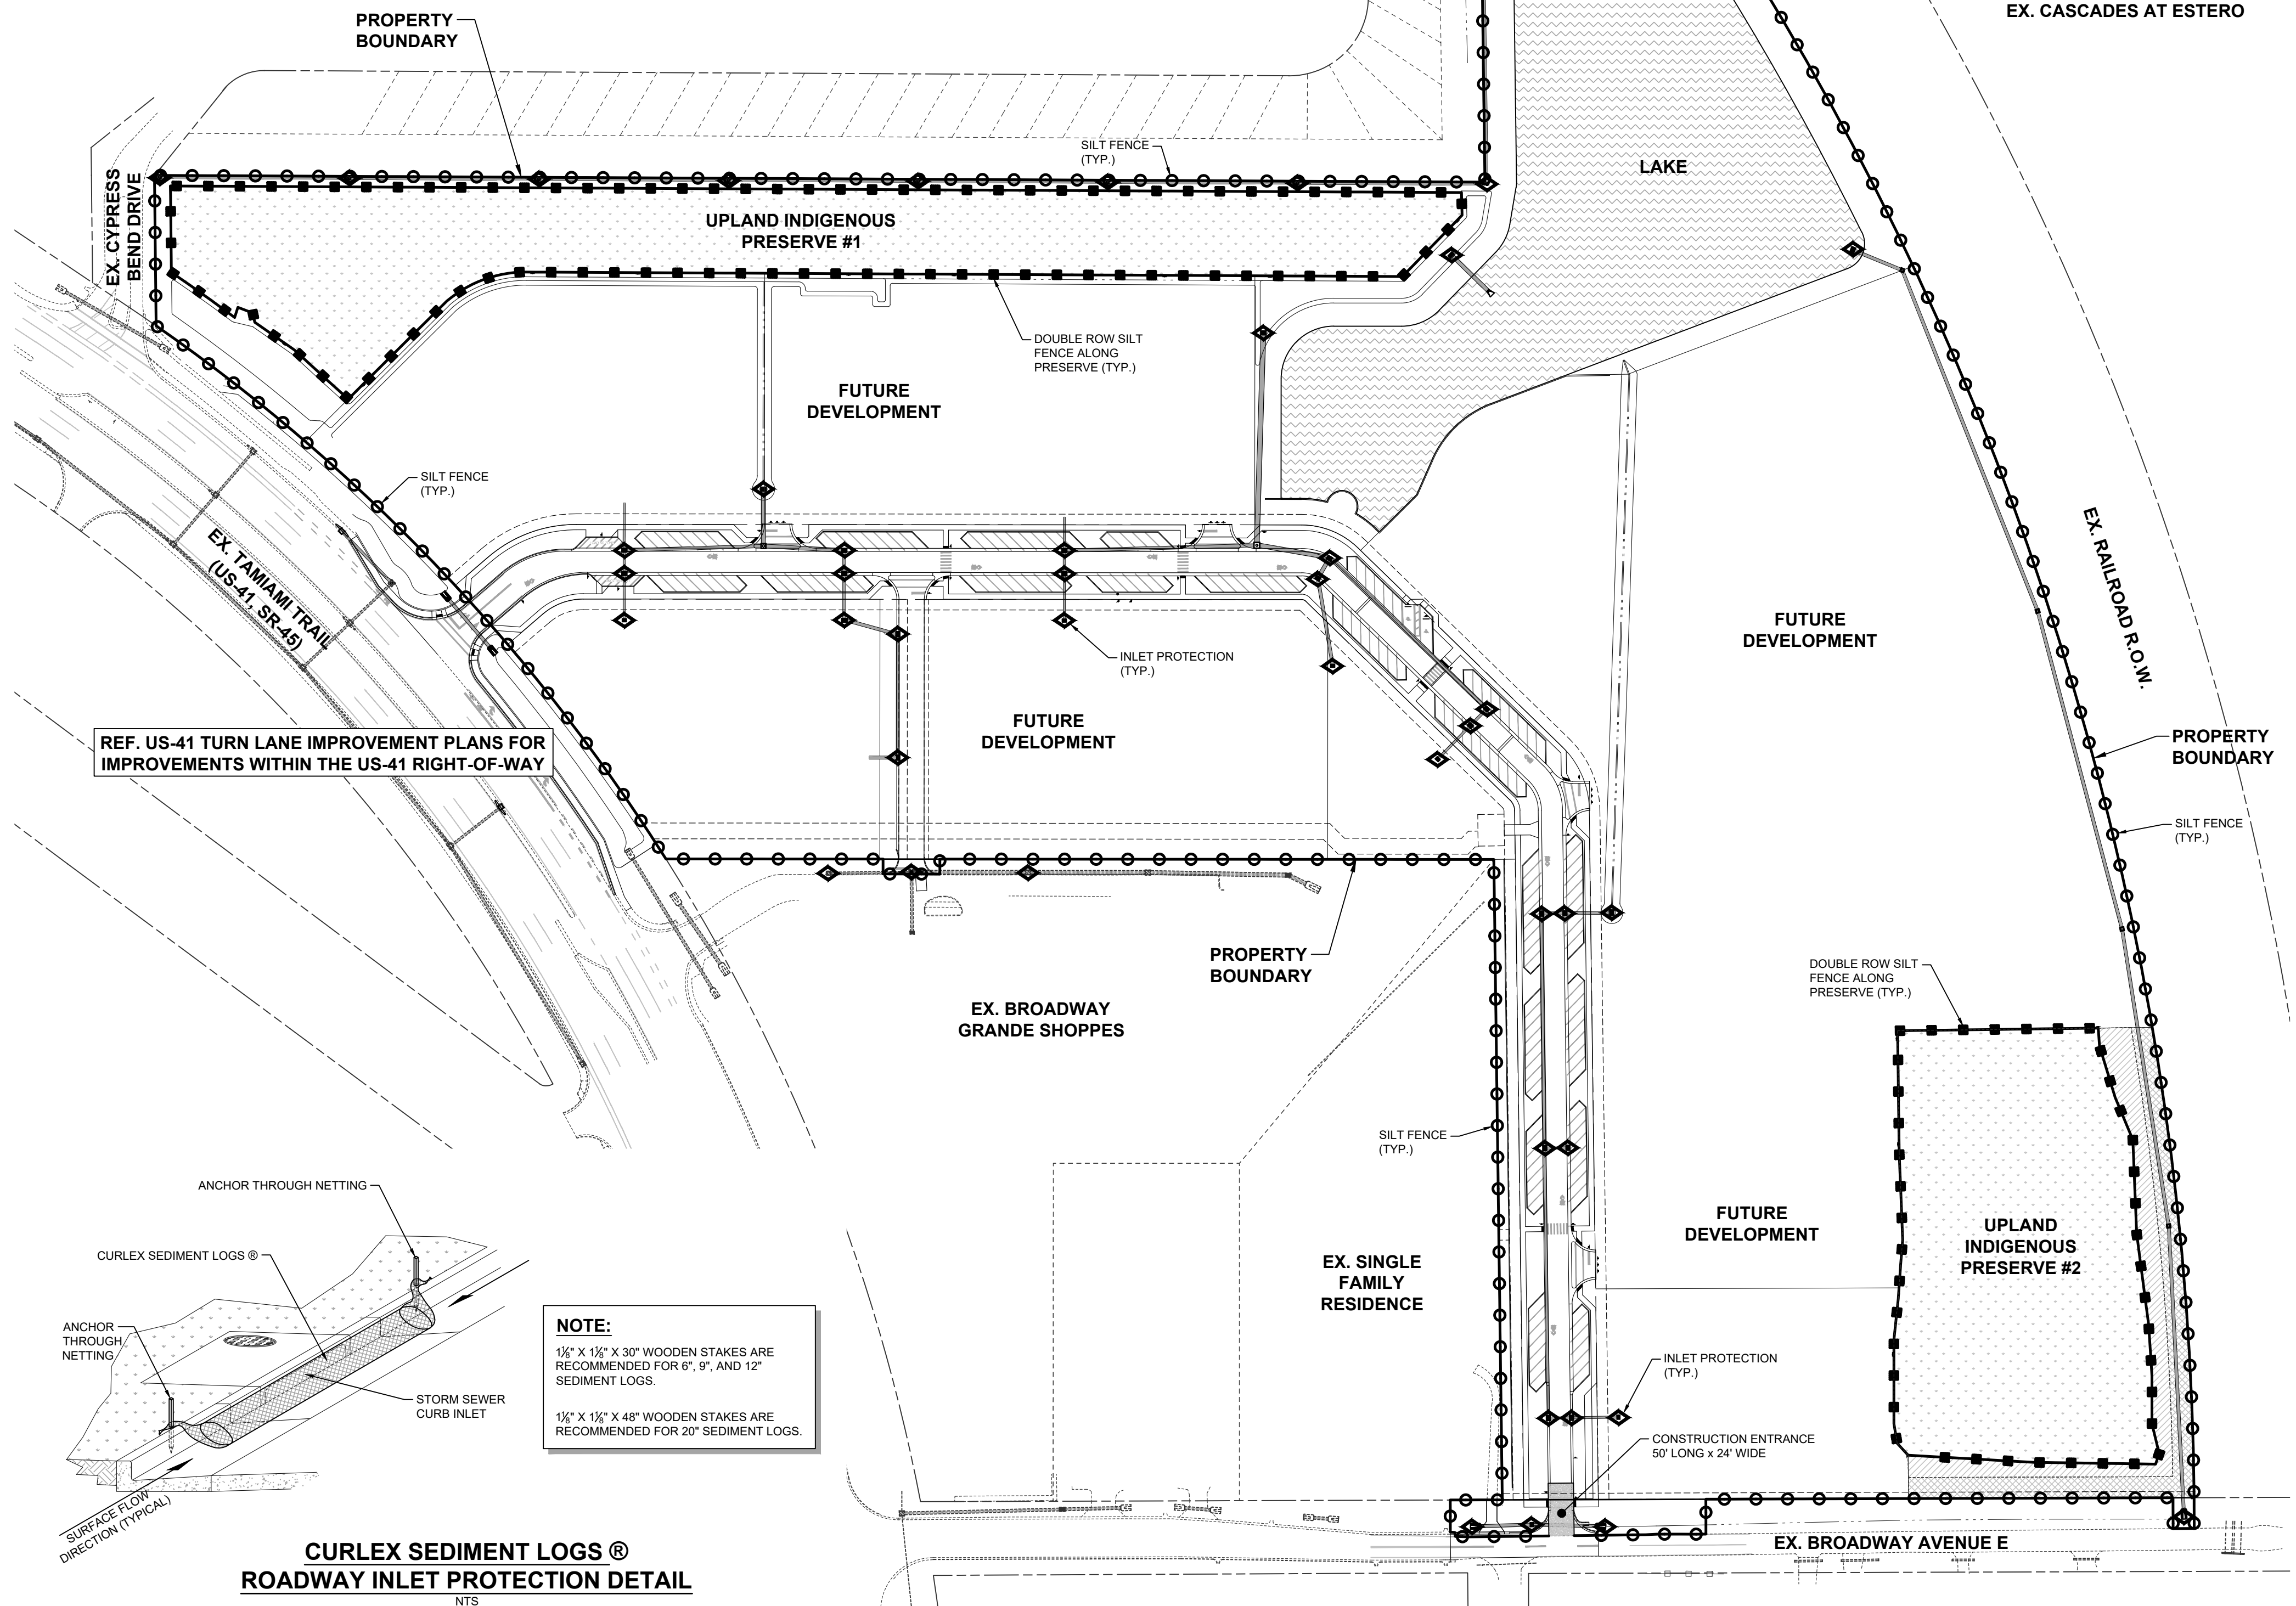 PROPERTY
BOUNDARY
EX. CASCADES AT ESTERO
SILT FENCE
(TYP.)
LAKE
EX. CYPRESS
BEND DRIVE
UPLAND INDIGENOUS
PRESERVE #1
DOUBLE ROW SILT
FENCE ALONG
PRESERVE (TYP.)
FUTURE
DEVELOPMENT
SILT FENCE
(TYP.)
EX. TAMIAMI TRAIL
(US-41, SR-45)
EX. RAILROAD R.O.W.
FUTURE
DEVELOPMENT
INLET PROTECTION
(TYP.)
FUTURE
DEVELOPMENT
REF. US-41 TURN LANE IMPROVEMENT PLANS FOR
IMPROVEMENTS WITHIN THE US-41 RIGHT-OF-WAY
PROPERTY
BOUNDARY
SILT FENCE
(TYP.)
PROPERTY
BOUNDARY
DOUBLE ROW SILT
FENCE ALONG
PRESERVE (TYP.)
EX. BROADWAY
GRANDE SHOPPES
SILT FENCE
(TYP.)
FUTURE
DEVELOPMENT
UPLAND
INDIGENOUS
PRESERVE #2
EX. SINGLE
FAMILY
RESIDENCE
INLET PROTECTION
(TYP.)
CONSTRUCTION ENTRANCE
50' LONG x 24' WIDE
EX. BROADWAY AVENUE E
ANCHOR THROUGH NETTING
CURLEX SEDIMENT LOGS ®
ANCHOR
THROUGH
NETTING
STORM SEWER
CURB INLET
SURFACE FLOW
DIRECTION (TYPICAL)
NOTE:
1⅛" X 1⅛" X 30" WOODEN STAKES ARE
RECOMMENDED FOR 6", 9", AND 12"
SEDIMENT LOGS.
1⅛" X 1⅛" X 48" WOODEN STAKES ARE
RECOMMENDED FOR 20" SEDIMENT LOGS.
CURLEX SEDIMENT LOGS ®
ROADWAY INLET PROTECTION DETAIL
NTS